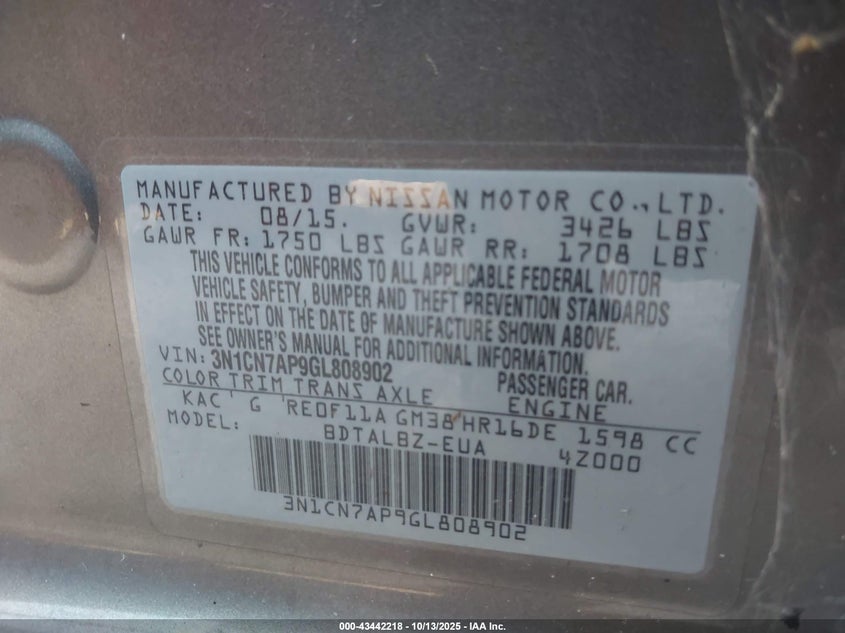 MANUFACTURED BY NISSAN MOTOR CO., LTD.
DATE: 08/15. GVWR: 3426 LBS
GAWR FR: 1750 LBS GAWR RR: 1708 LBS
THIS VEHICLE CONFORMS TO ALL APPLICABLE FEDERAL MOTOR
VEHICLE SAFETY, BUMPER AND THEFT PREVENTION STANDARDS
IN EFFECT ON THE DATE OF MANUFACTURE SHOWN ABOVE.
SEE OWNER'S MANUAL FOR ADDITIONAL INFORMATION.
VIN: 3N1CN7AP9GL808902 PASSENGER CAR.
COLOR TRIM TRANS AXLE ENGINE
KAC G RE0F11A GM38 HR16DE 1598 CC
MODEL: BDTALBZ-EUA 4Z000
3N1CN7AP9GL808902
000-43442218 - 10/13/2025 - IAA Inc.